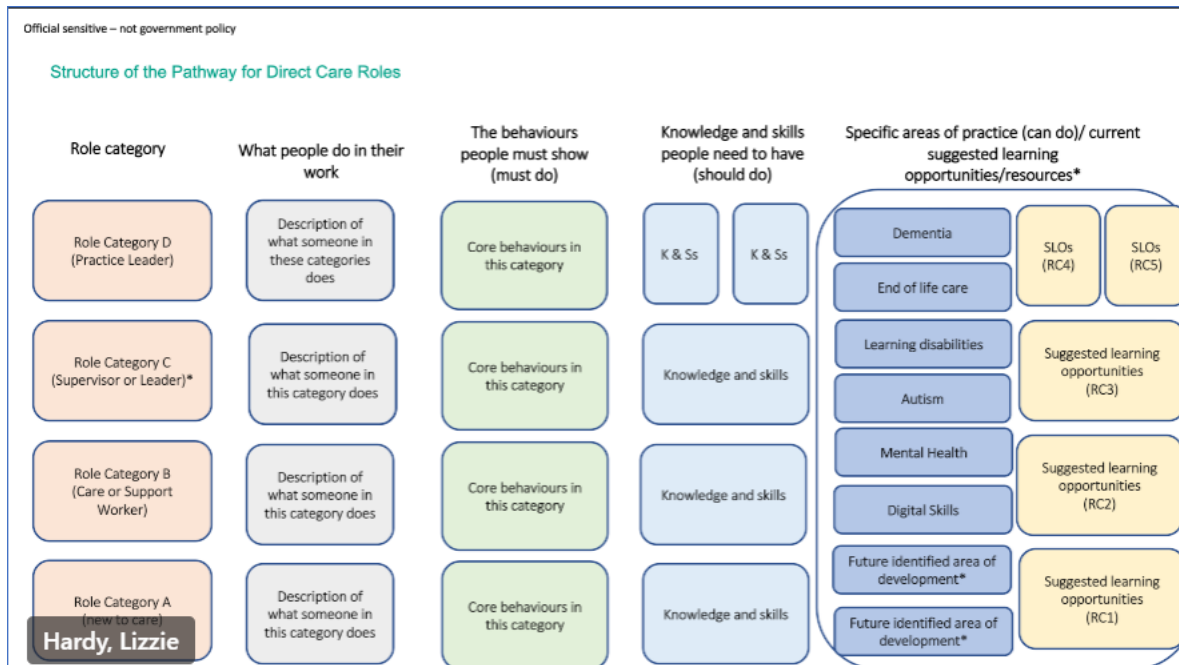 Official sensitive – not government policy
Structure of the Pathway for Direct Care Roles
Role category
What people do in their
work
The behaviours
people must show
(must do)
Knowledge and skills
people need to have
(should do)
Specific areas of practice (can do)/ current
suggested learning
opportunities/resources*
Role Category D
(Practice Leader)
Description of
what someone in
these categories
does
Core behaviours in
this category
K & Ss
K & Ss
Dementia
End of life care
SLOs
(RC4)
SLOs
(RC5)
Role Category C
(Supervisor or Leader)*
Description of
what someone in
this category does
Core behaviours in
this category
Knowledge and skills
Learning disabilities
Autism
Suggested learning
opportunities
(RC3)
Role Category B
(Care or Support
Worker)
Description of
what someone in
this category does
Core behaviours in
this category
Knowledge and skills
Mental Health
Digital Skills
Suggested learning
opportunities
(RC2)
Role Category A
(new to care)
Description of
what someone in
this category does
Core behaviours in
this category
Knowledge and skills
Future identified area of
development*
Future identified area of
development*
Suggested learning
opportunities
(RC1)
Hardy, Lizzie